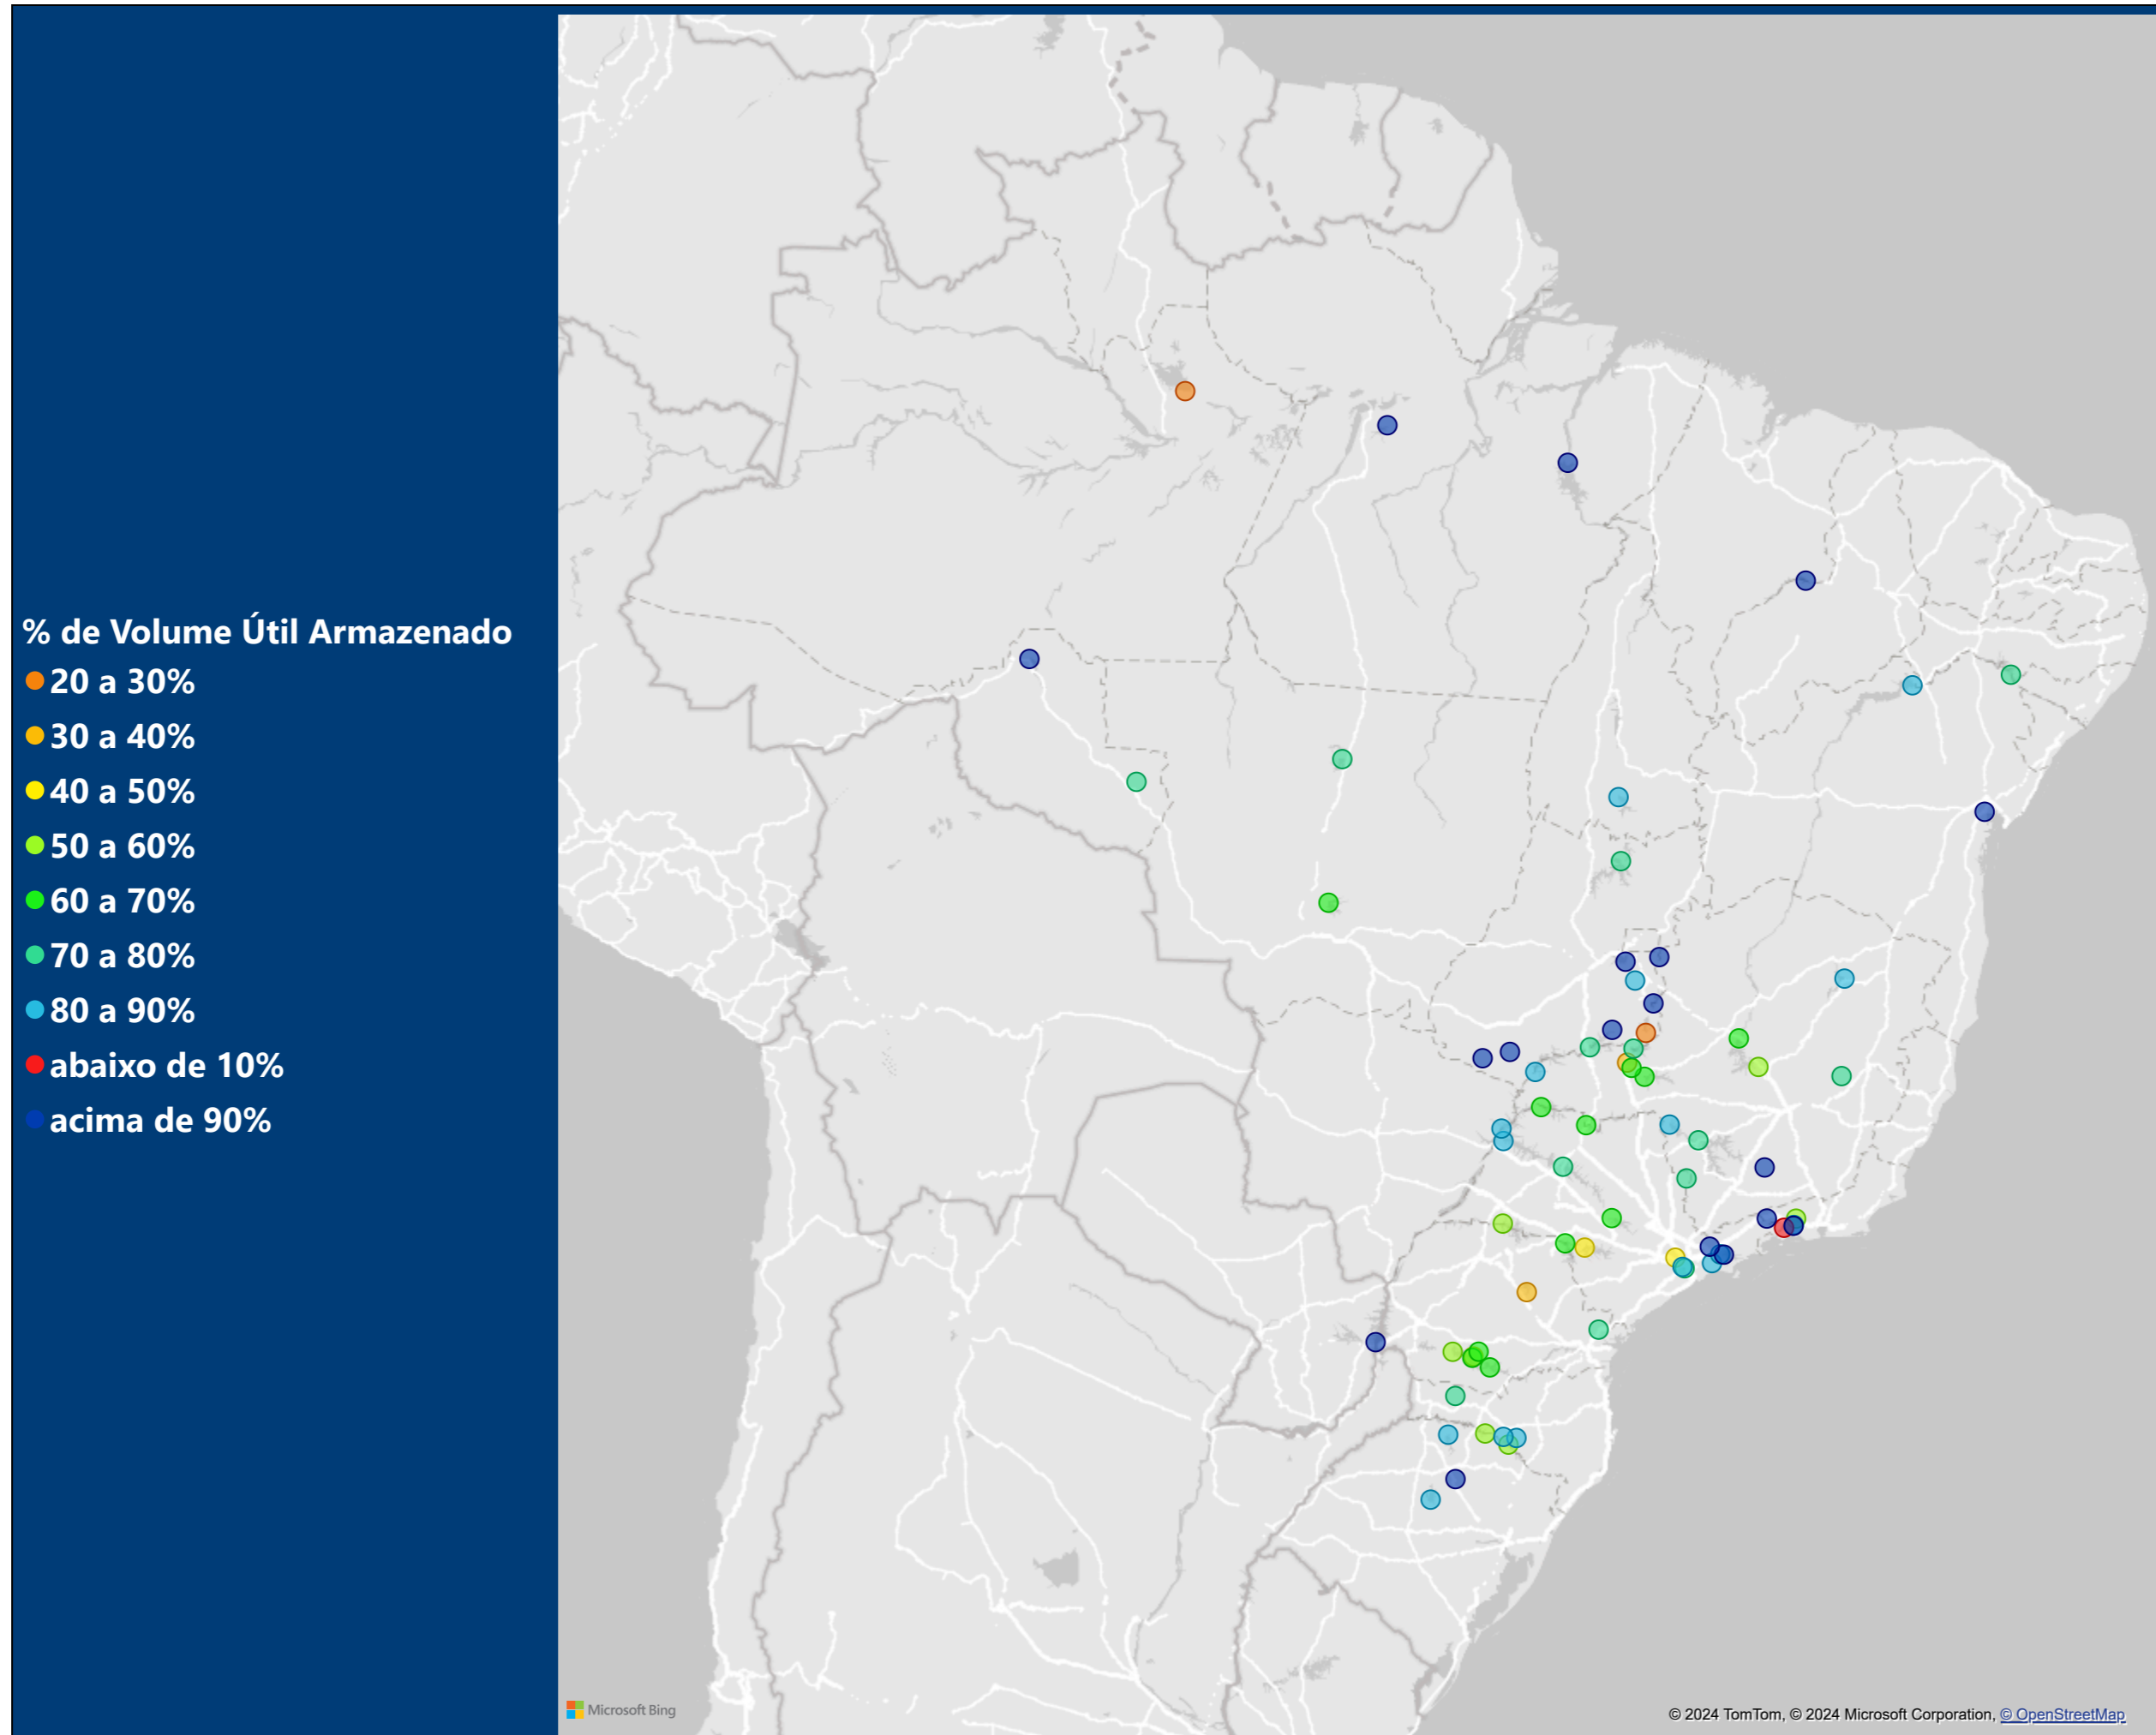 % de Volume Útil Armazenado
20 a 30%
30 a 40%
40 a 50%
50 a 60%
60 a 70%
70 a 80%
80 a 90%
abaixo de 10%
acima de 90%
Microsoft Bing
© 2024 TomTom, © 2024 Microsoft Corporation, © OpenStreetMap